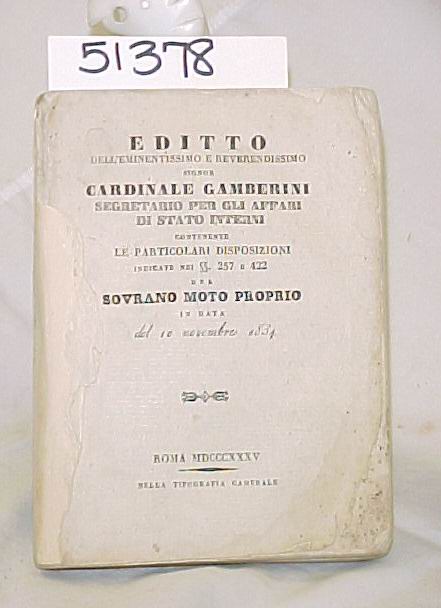 51378
EDITTO
DELL'EMINENTISSIMO E REVERENDISSIMO
SIGNOR
CARDINALE GAMBERINI
SEGRETARIO PER GLI AFFARI
DI STATO INTERNI
CONTENENTE
LE PARTICOLARI DISPOSIZIONI
INDICATE NEI §§. 257 E 422
DEL
SOVRANO MOTO PROPRIO
IN DATA
del 10 novembre 1834
ROMA MDCCCXXXV
NELLA TIPOGRAFIA CAMERALE